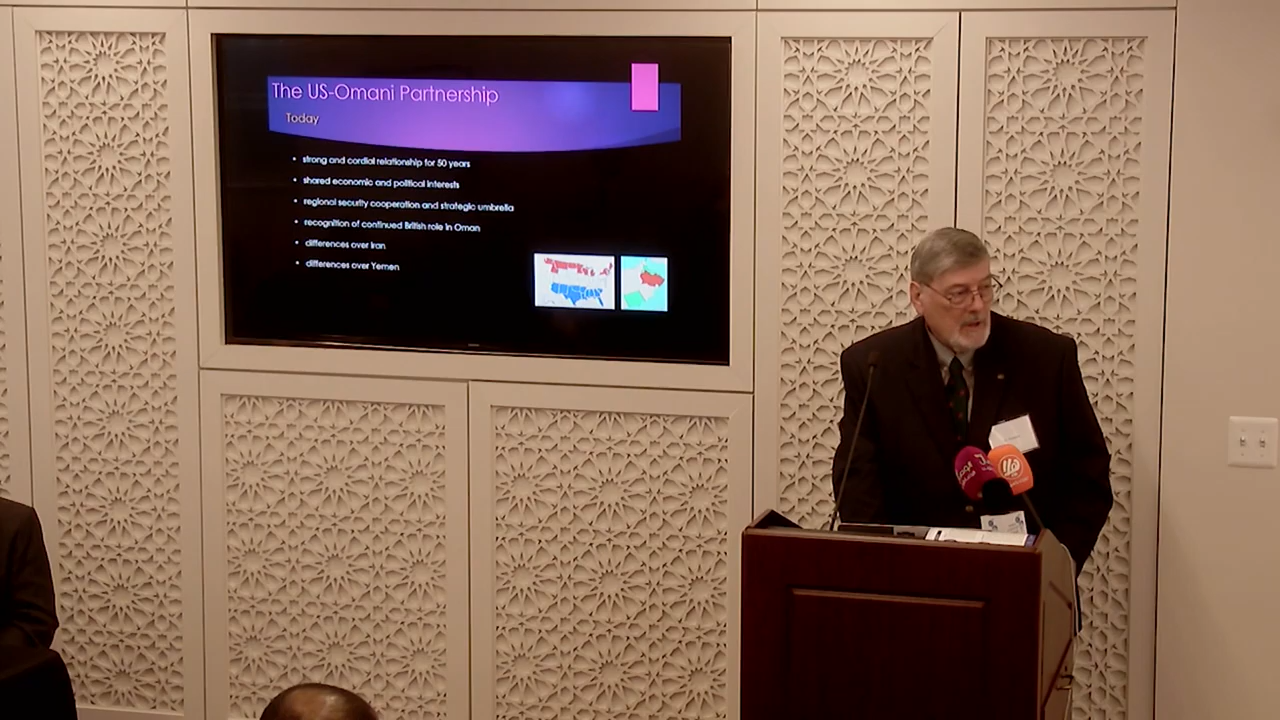 The US-Omani Partnership
Today
• strong and cordial relationship for 50 years
• shared economic and political interests
• regional security cooperation and strategic umbrella
• recognition of continued British role in Oman
• differences over Iran
• differences over Yemen
هلا